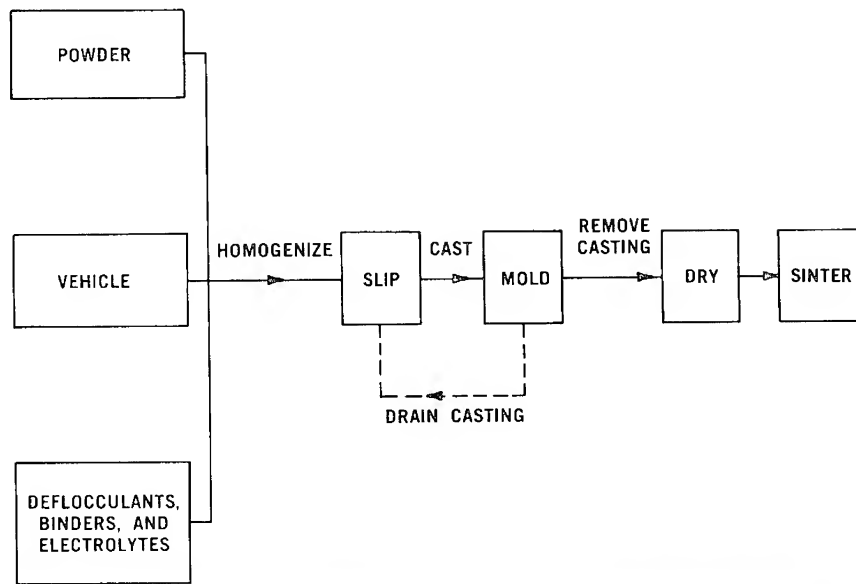 POWDER
VEHICLE
DEFLOCCULANTS,
BINDERS, AND
ELECTROLYTES
HOMOGENIZE
SLIP
CAST
MOLD
REMOVE
CASTING
DRY
SINTER
DRAIN CASTING